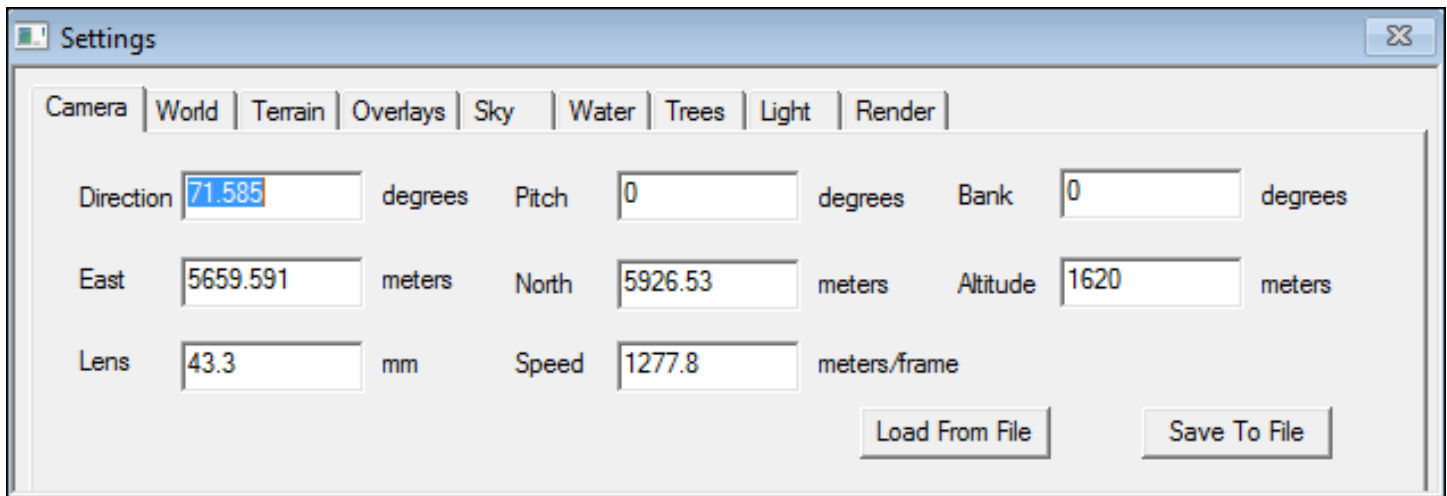 Settings
Camera World Terrain Overlays Sky Water Trees Light Render
Direction 71.585 degrees Pitch 0 degrees Bank 0 degrees
East 5659.591 meters North 5926.53 meters Altitude 1620 meters
Lens 43.3 mm Speed 1277.8 meters/frame
Load From File Save To File